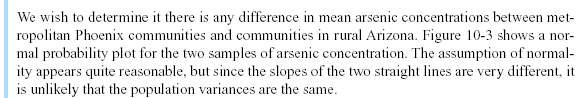 We wish to determine it there is any difference in mean arsenic concentrations between met-
ropolitan Phoenix communities and communities in rural Arizona. Figure 10-3 shows a nor-
mal probability plot for the two samples of arsenic concentration. The assumption of normal-
ity appears quite reasonable, but since the slopes of the two straight lines are very different, it
is unlikely that the population variances are the same.